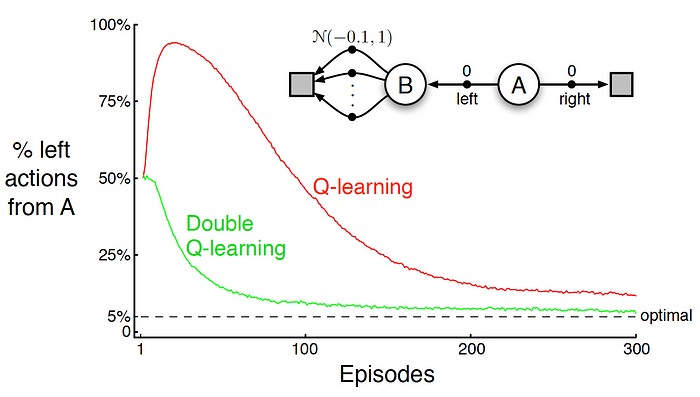 100%
75%
50%
25%
5%
0
% left
actions
from A
N(−0.1, 1)
B
0
left
A
0
right
Q-learning
Double
Q-learning
optimal
1
100
200
300
Episodes